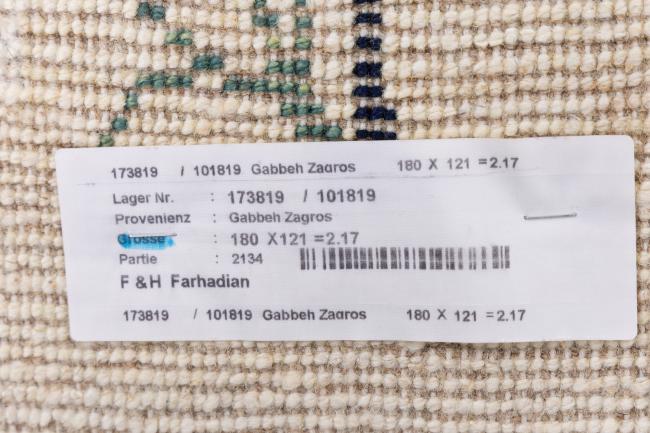 173819 / 101819 Gabbeh Zagros 180 X 121 =2.17
Lager Nr. : 173819 / 101819
Provenienz : Gabbeh Zagros
Grösse : 180 X121 =2.17
Partie : 2134
F &H Farhadian
173819 / 101819 Gabbeh Zagros 180 X 121 =2.17